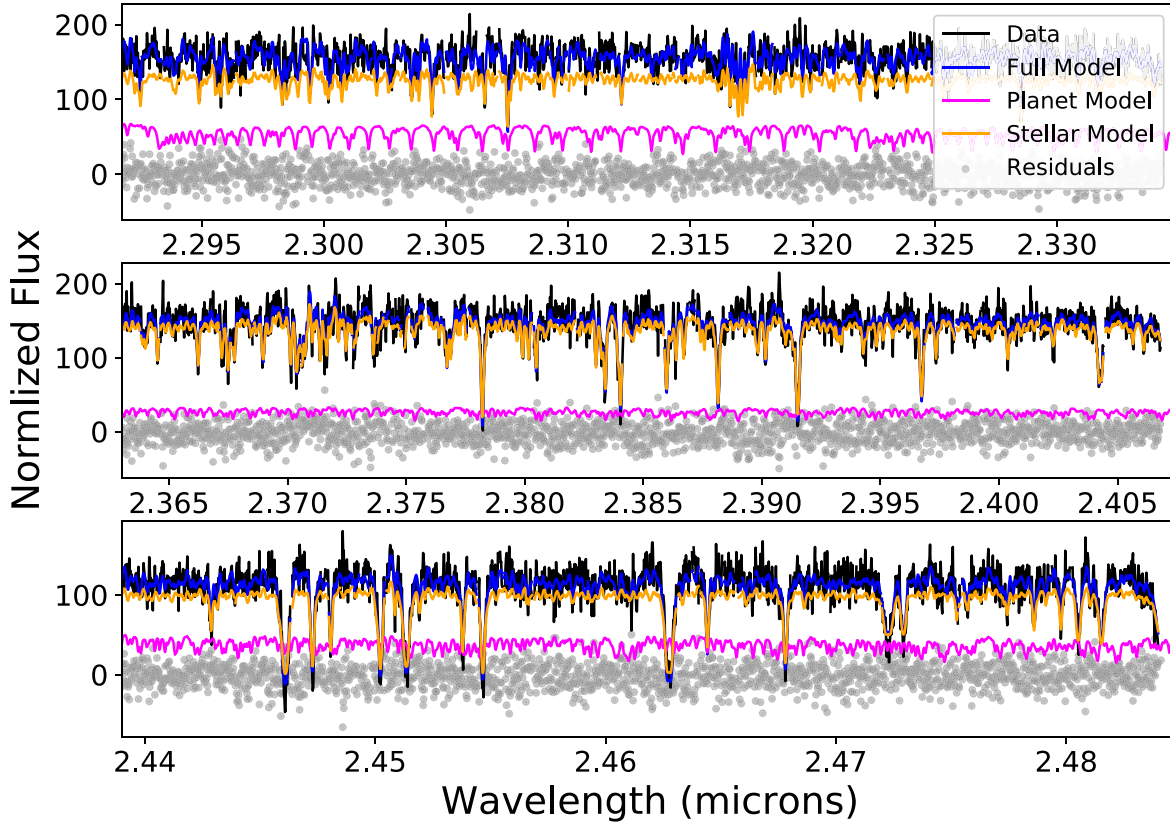 Normlized Flux
200
100
0
Data
Full Model
Planet Model
Stellar Model
Residuals
2.295 2.300 2.305 2.310 2.315 2.320 2.325 2.330
200
100
0
2.365 2.370 2.375 2.380 2.385 2.390 2.395 2.400 2.405
100
0
2.44 2.45 2.46 2.47 2.48
Wavelength (microns)